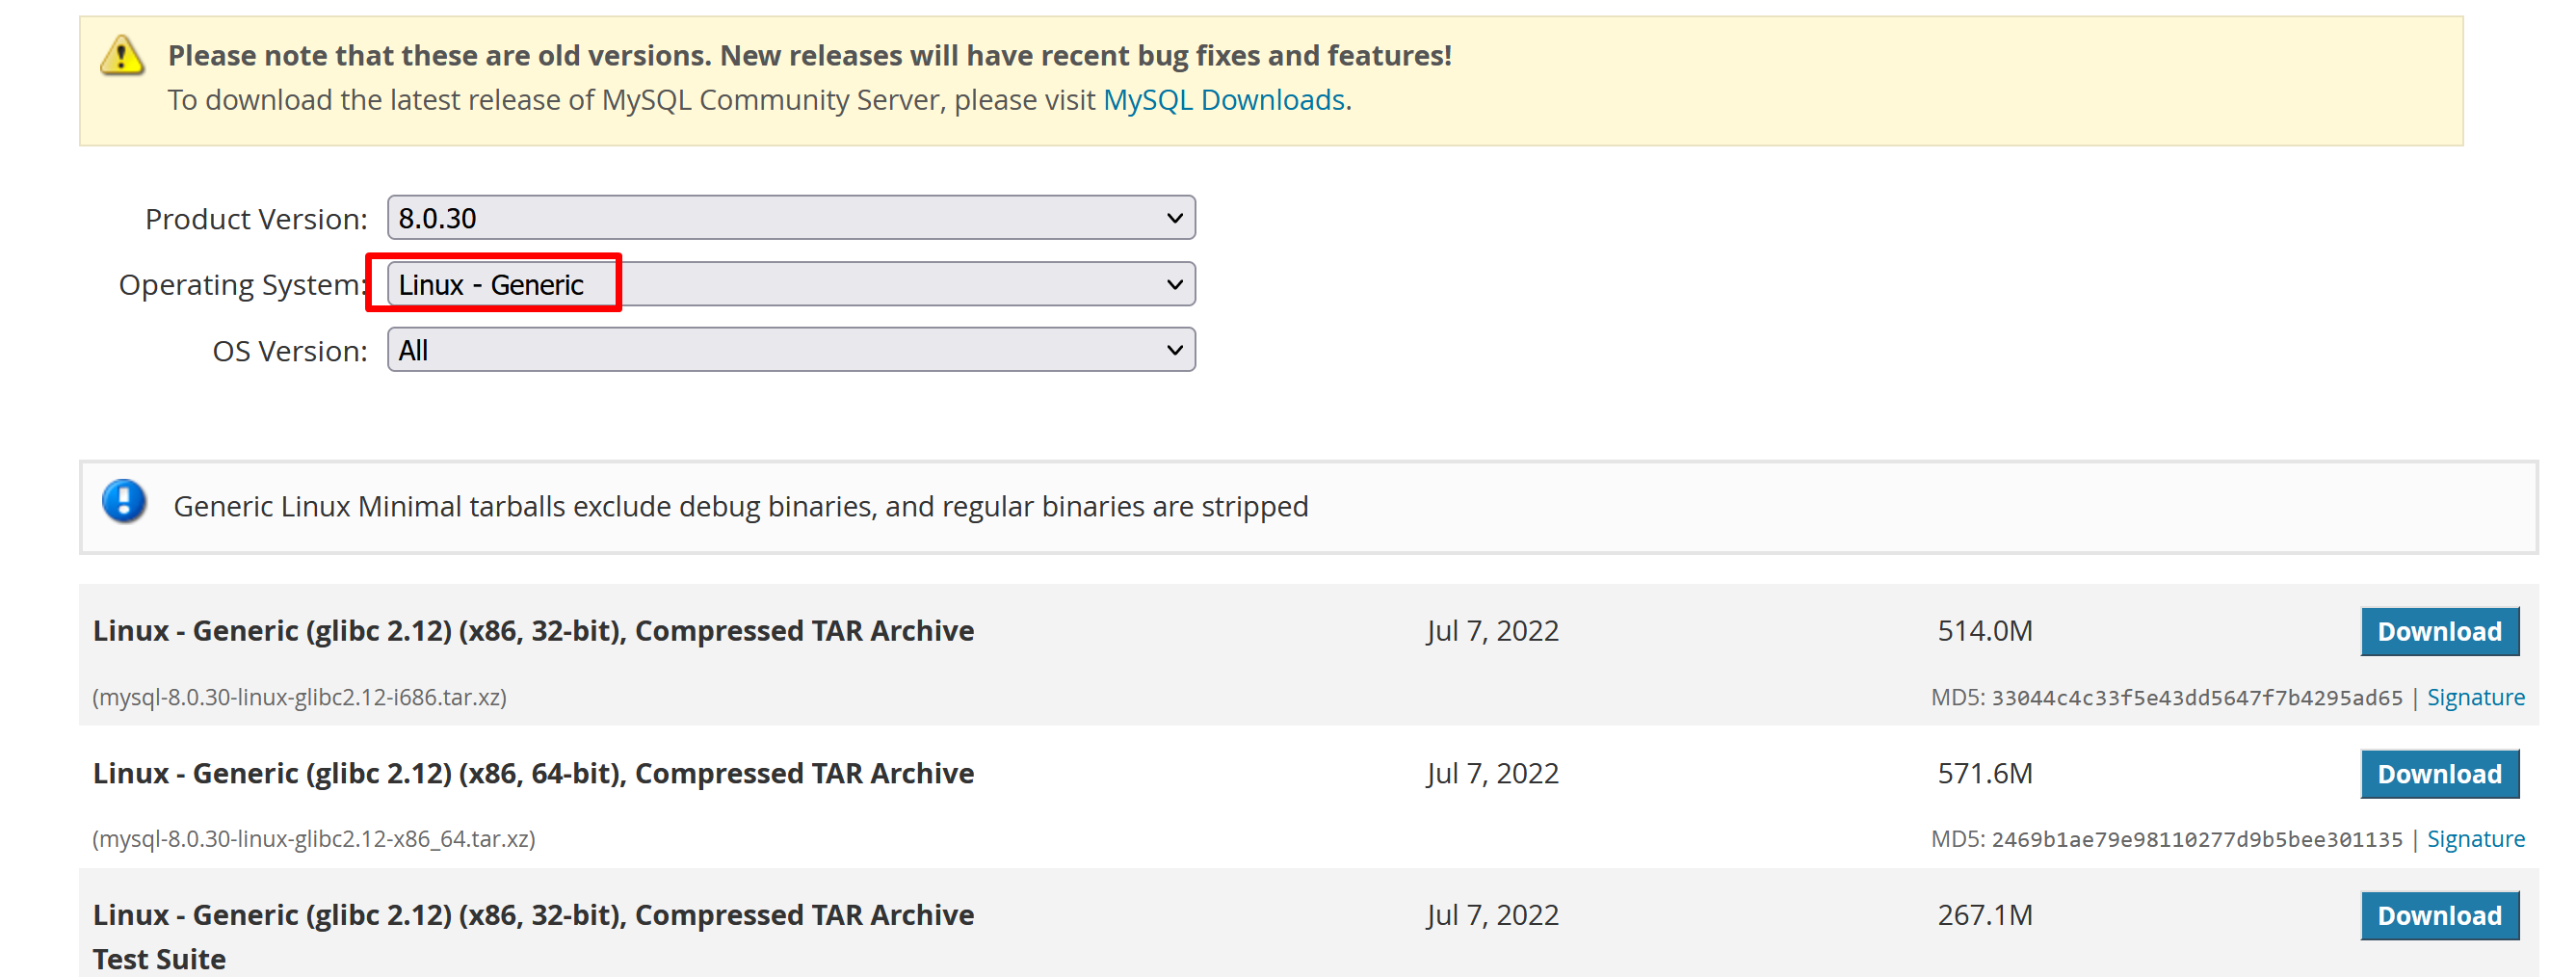 Please note that these are old versions. New releases will have recent bug fixes and features!
To download the latest release of MySQL Community Server, please visit MySQL Downloads.
Product Version: 8.0.30
Operating System: Linux - Generic
OS Version: All
Generic Linux Minimal tarballs exclude debug binaries, and regular binaries are stripped
Linux - Generic (glibc 2.12) (x86, 32-bit), Compressed TAR Archive Jul 7, 2022 514.0M Download
(mysql-8.0.30-linux-glibc2.12-i686.tar.xz) MD5: 33044c4c33f5e43dd5647f7b4295ad65 | Signature
Linux - Generic (glibc 2.12) (x86, 64-bit), Compressed TAR Archive Jul 7, 2022 571.6M Download
(mysql-8.0.30-linux-glibc2.12-x86_64.tar.xz) MD5: 2469b1ae79e98110277d9b5bee301135 | Signature
Linux - Generic (glibc 2.12) (x86, 32-bit), Compressed TAR Archive Jul 7, 2022 267.1M Download
Test Suite